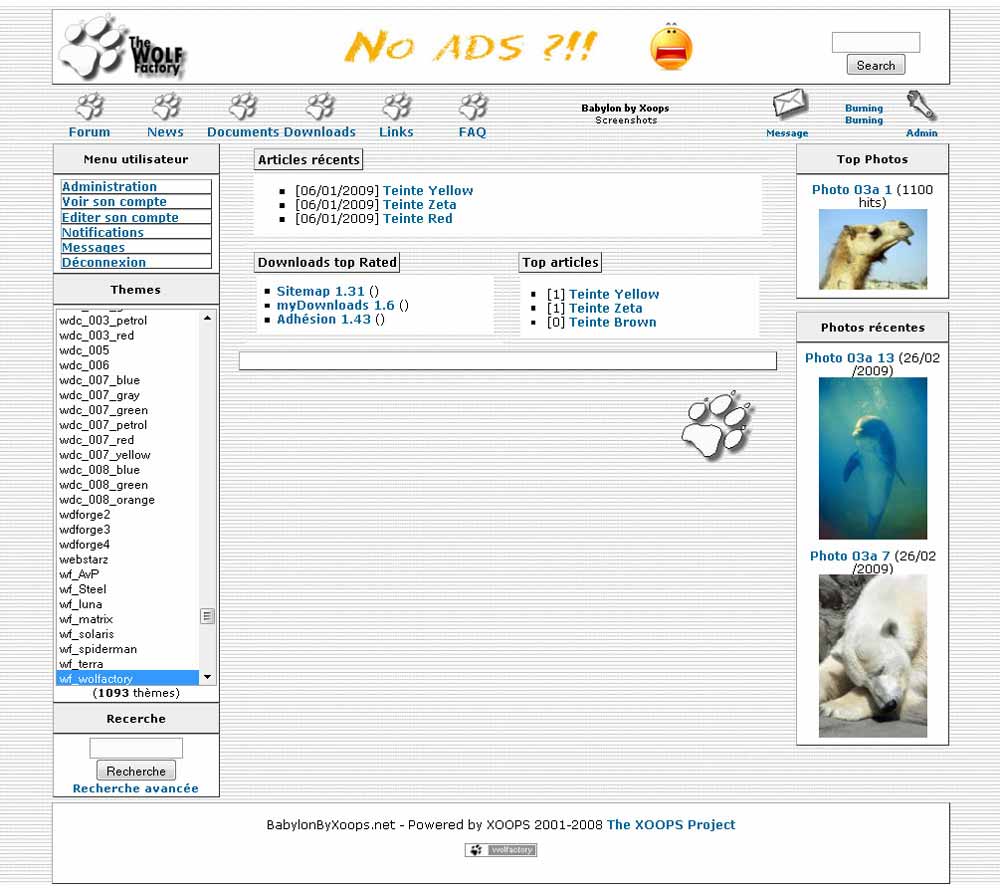 The
WOLF
Factory
NO ADS ?!!
Search
Forum
News
Documents
Downloads
Links
FAQ
Babylon by Xoops
Screenshots
Message
Burning
Burning
Admin
Menu utilisateur
Administration
Voir son compte
Editer son compte
Notifications
Messages
Déconnexion
Themes
wdc_003_petrol
wdc_003_red
wdc_005
wdc_006
wdc_007_blue
wdc_007_gray
wdc_007_green
wdc_007_petrol
wdc_007_red
wdc_007_yellow
wdc_008_blue
wdc_008_green
wdc_008_orange
wdforge2
wdforge3
wdforge4
webstarz
wf_AvP
wf_Steel
wf_luna
wf_matrix
wf_solaris
wf_spiderman
wf_terra
wf_wolfactory
(1093 thèmes)
Recerche
Recherche
Recherche avancée
Articles récents
[06/01/2009] Teinte Yellow
[06/01/2009] Teinte Zeta
[06/01/2009] Teinte Red
Downloads top Rated
Sitemap 1.31 ()
myDownloads 1.6 ()
Adhésion 1.43 ()
Top articles
[1] Teinte Yellow
[1] Teinte Zeta
[0] Teinte Brown
Top Photos
Photo 03a 1 (1100
hits)
Photos récentes
Photo 03a 13 (26/02
/2009)
Photo 03a 7 (26/02
/2009)
BabylonByXoops.net - Powered by XOOPS 2001-2008 The XOOPS Project
wolfactory